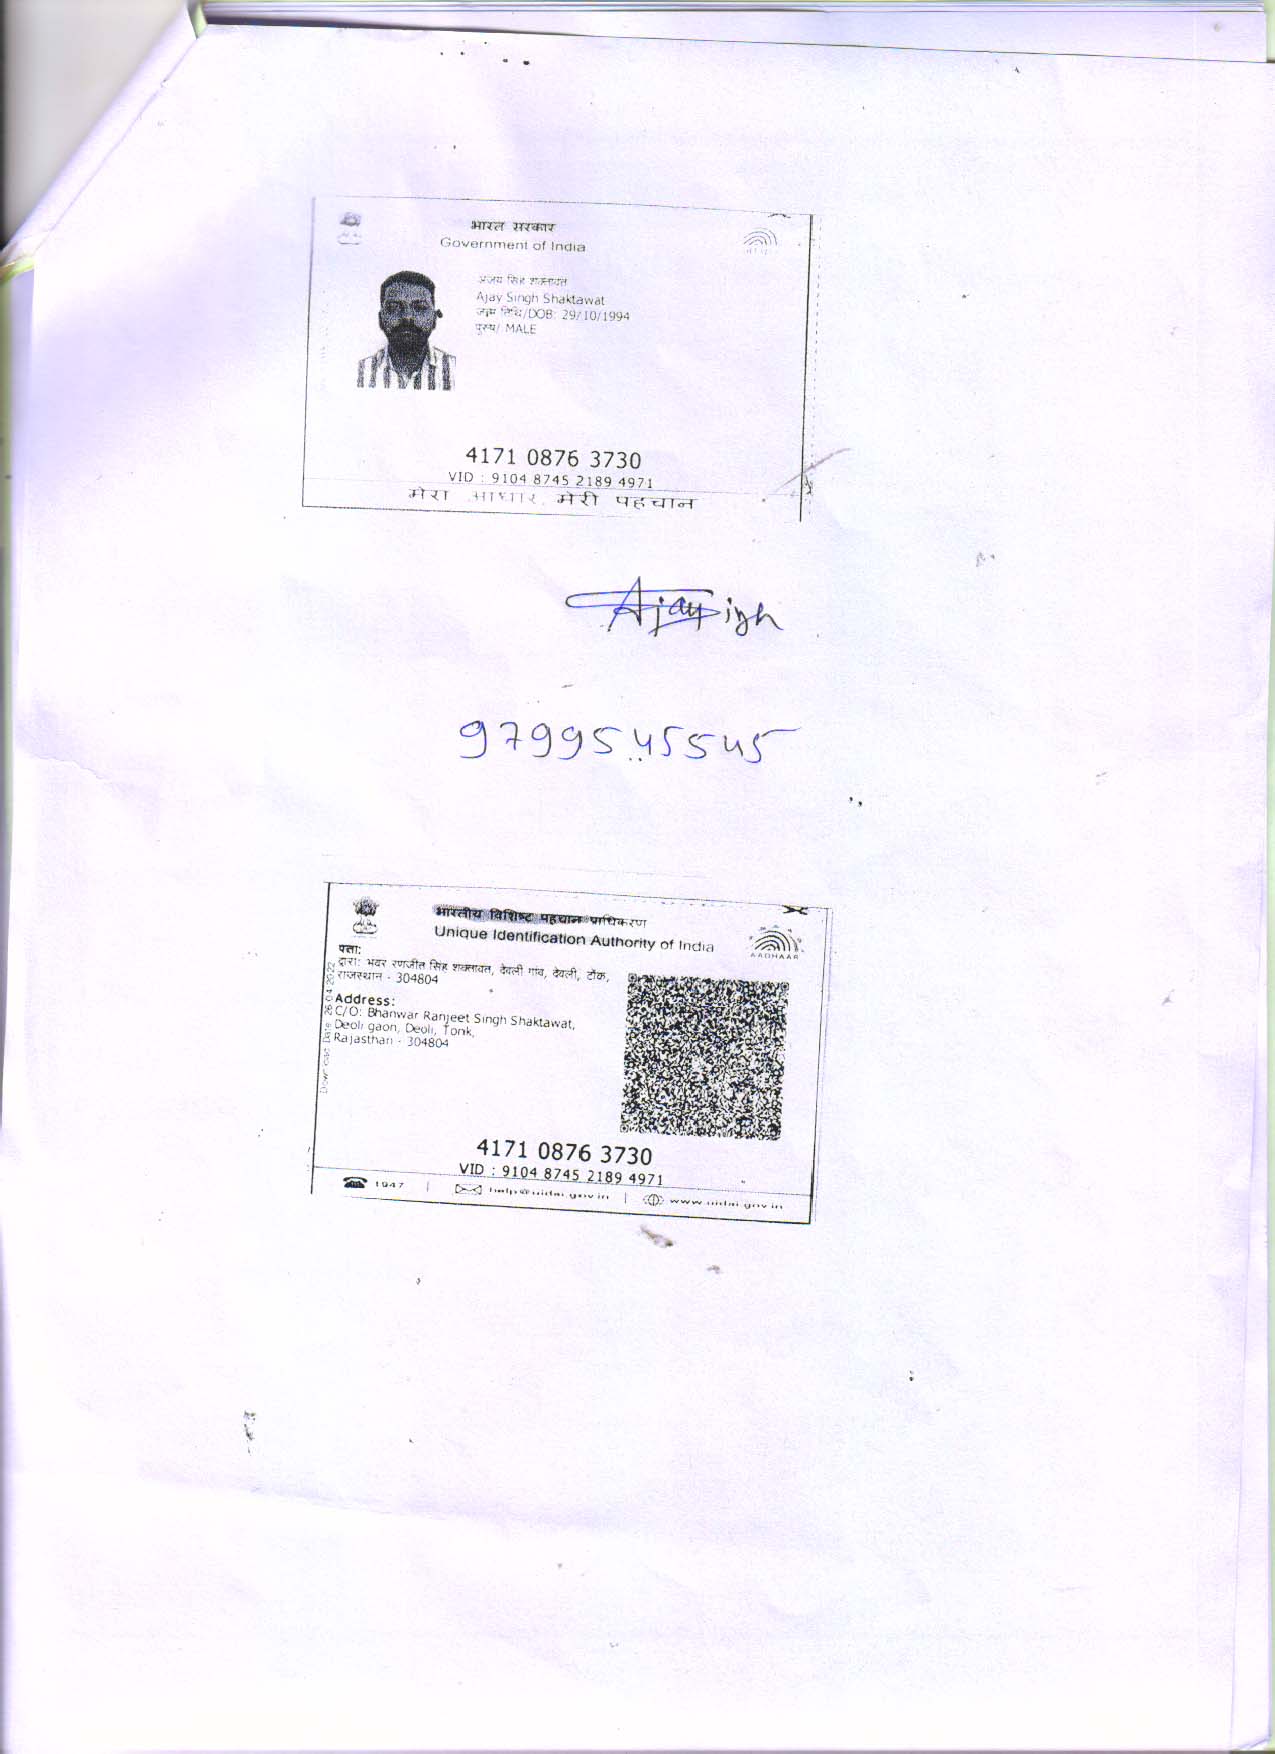 भारत सरकार
Government of India
अजय सिंह शक्तावत
Ajay Singh Shaktawat
जन्म तिथि/DOB: 29/10/1994
पुरुष/ MALE
4171 0876 3730
VID : 9104 8745 2189 4971
मेरा आधार, मेरी पहचान
Ajaysigh
9799545545
भारतीय विशिष्ट पहचान प्राधिकरण
Unique Identification Authority of India
AADHAAR
पता:
द्वारा: भवर रणजीत सिंह शक्तावत, देवली गांव, देवली, टोंक,
राजस्थान - 304804
Address:
C/O: Bhanwar Ranjeet Singh Shaktawat,
Deoli gaon, Deoli, Tonk,
Rajasthan - 304804
Download Date: 26.04.2022
4171 0876 3730
VID : 9104 8745 2189 4971
1947 | help@uidai.gov.in | www.uidai.gov.in